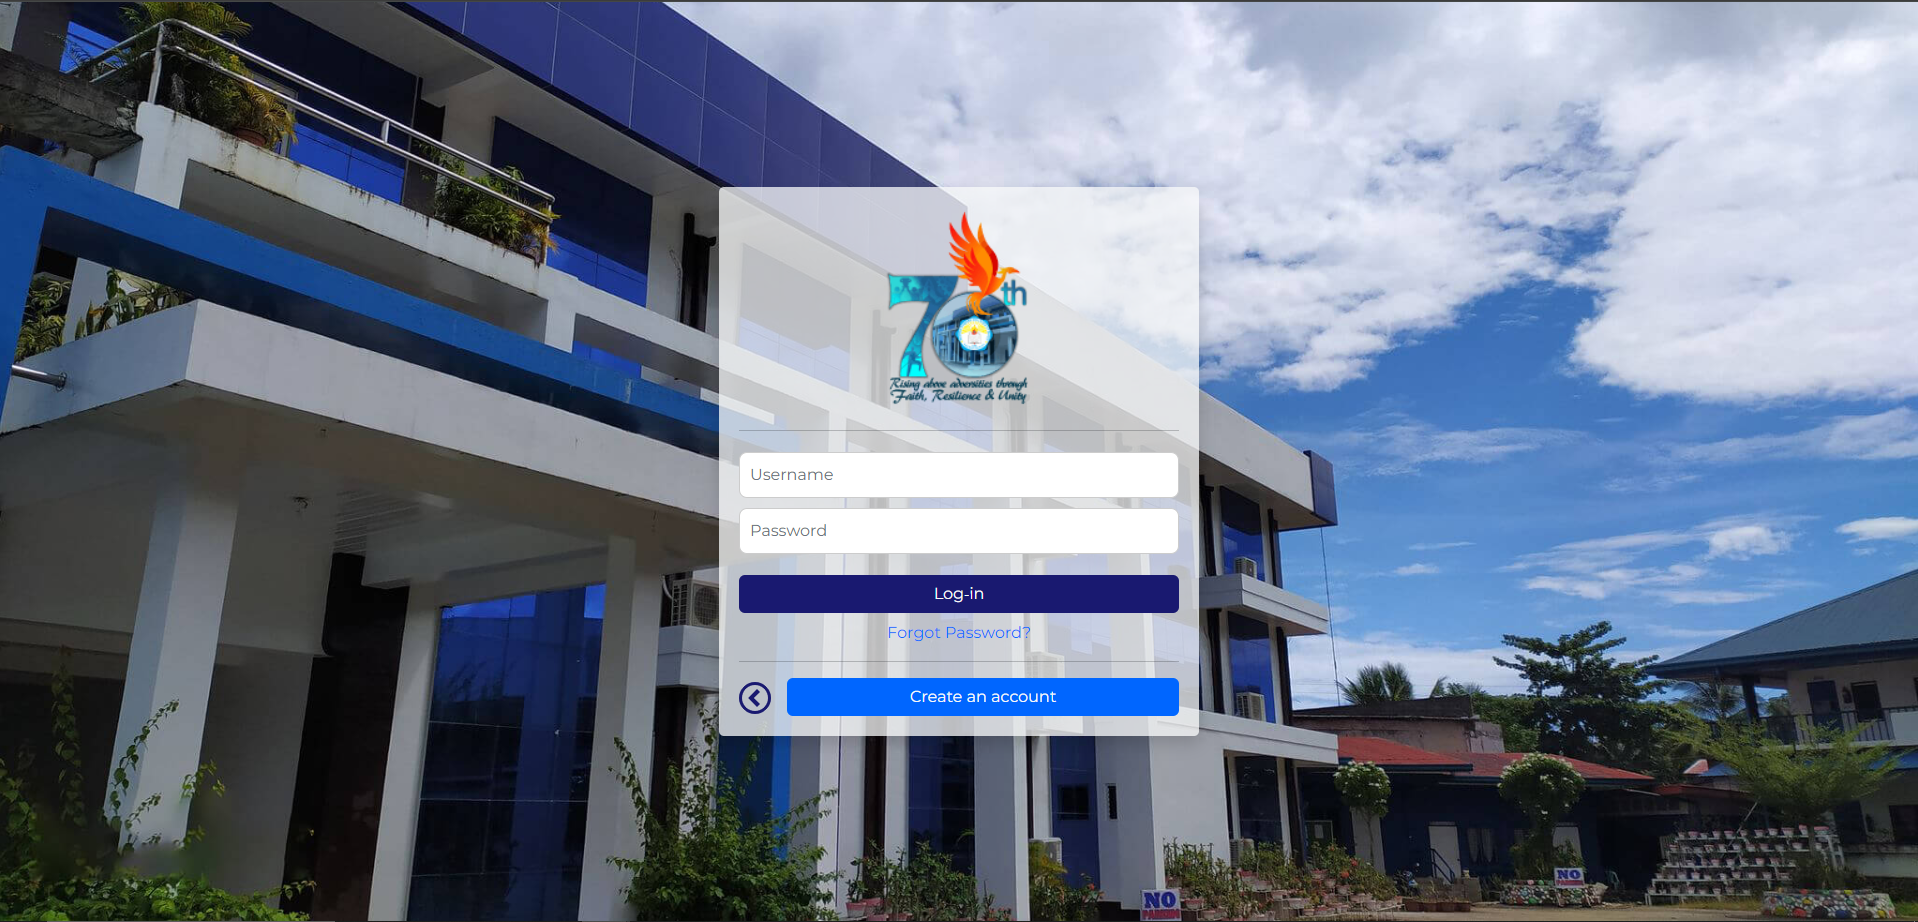 70th
Rising above adversities through
Faith, Resilience & Unity
Username
Password
Log-in
Forgot Password?
Create an account
NO
PARKING
NO
PARKING